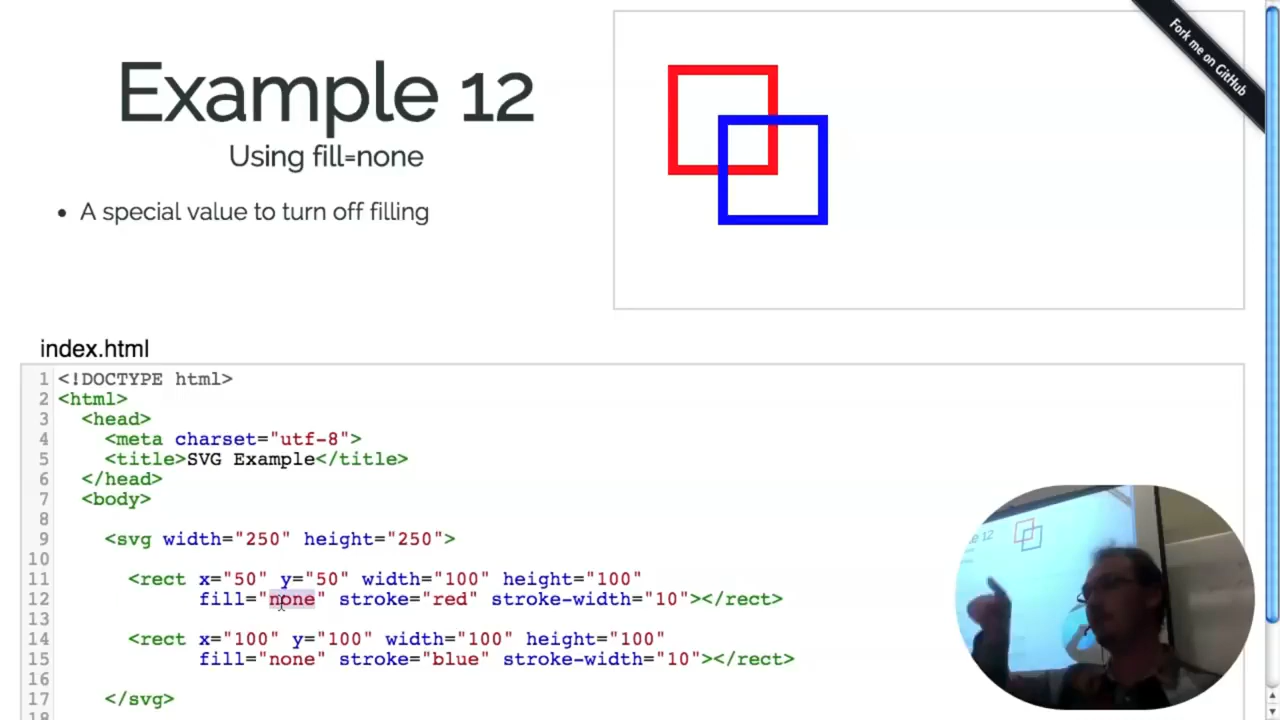 Example 12
Using fill=none
• A special value to turn off filling
Fork me on GitHub
index.html
1 <!DOCTYPE html>
2 <html>
3   <head>
4     <meta charset="utf-8">
5     <title>SVG Example</title>
6   </head>
7   <body>
8
9     <svg width="250" height="250">
10
11       <rect x="50" y="50" width="100" height="100"
12             fill="none" stroke="red" stroke-width="10"></rect>
13
14       <rect x="100" y="100" width="100" height="100"
15             fill="none" stroke="blue" stroke-width="10"></rect>
16
17     </svg>
18
12